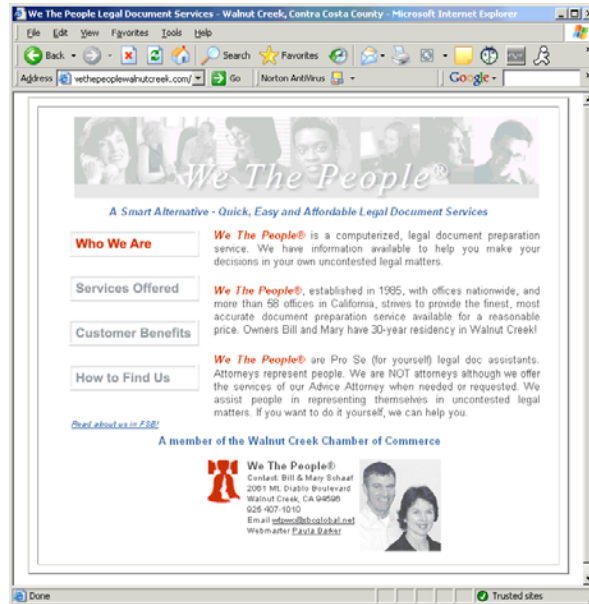 We The People Legal Document Services - Walnut Creek, Contra Costa County - Microsoft Internet Explorer
File Edit View Favorites Tools Help
Back Search Favorites
Address wethepeoplewalnutcreek.com/ Go Norton AntiVirus Google
We The People®
A Smart Alternative - Quick, Easy and Affordable Legal Document Services
Who We Are
Services Offered
Customer Benefits
How to Find Us
Read about us in FSB!
We The People® is a computerized, legal document preparation
service. We have information available to help you make your
decisions in your own uncontested legal matters.
We The People®, established in 1985, with offices nationwide, and
more than 58 offices in California, strives to provide the finest, most
accurate document preparation service available for a reasonable
price. Owners Bill and Mary have 30-year residency in Walnut Creek!
We The People® are Pro Se (for yourself) legal doc assistants.
Attorneys represent people. We are NOT attorneys although we offer
the services of our Advice Attorney when needed or requested. We
assist people in representing themselves in uncontested legal
matters. If you want to do it yourself, we can help you.
A member of the Walnut Creek Chamber of Commerce
We The People®
Contact: Bill & Mary Schaaf
2061 Mt. Diablo Boulevard
Walnut Creek, CA 94596
925-407-1010
Email wtpwc@sbcglobal.net
Webmaster Paula Barker
Done Trusted sites